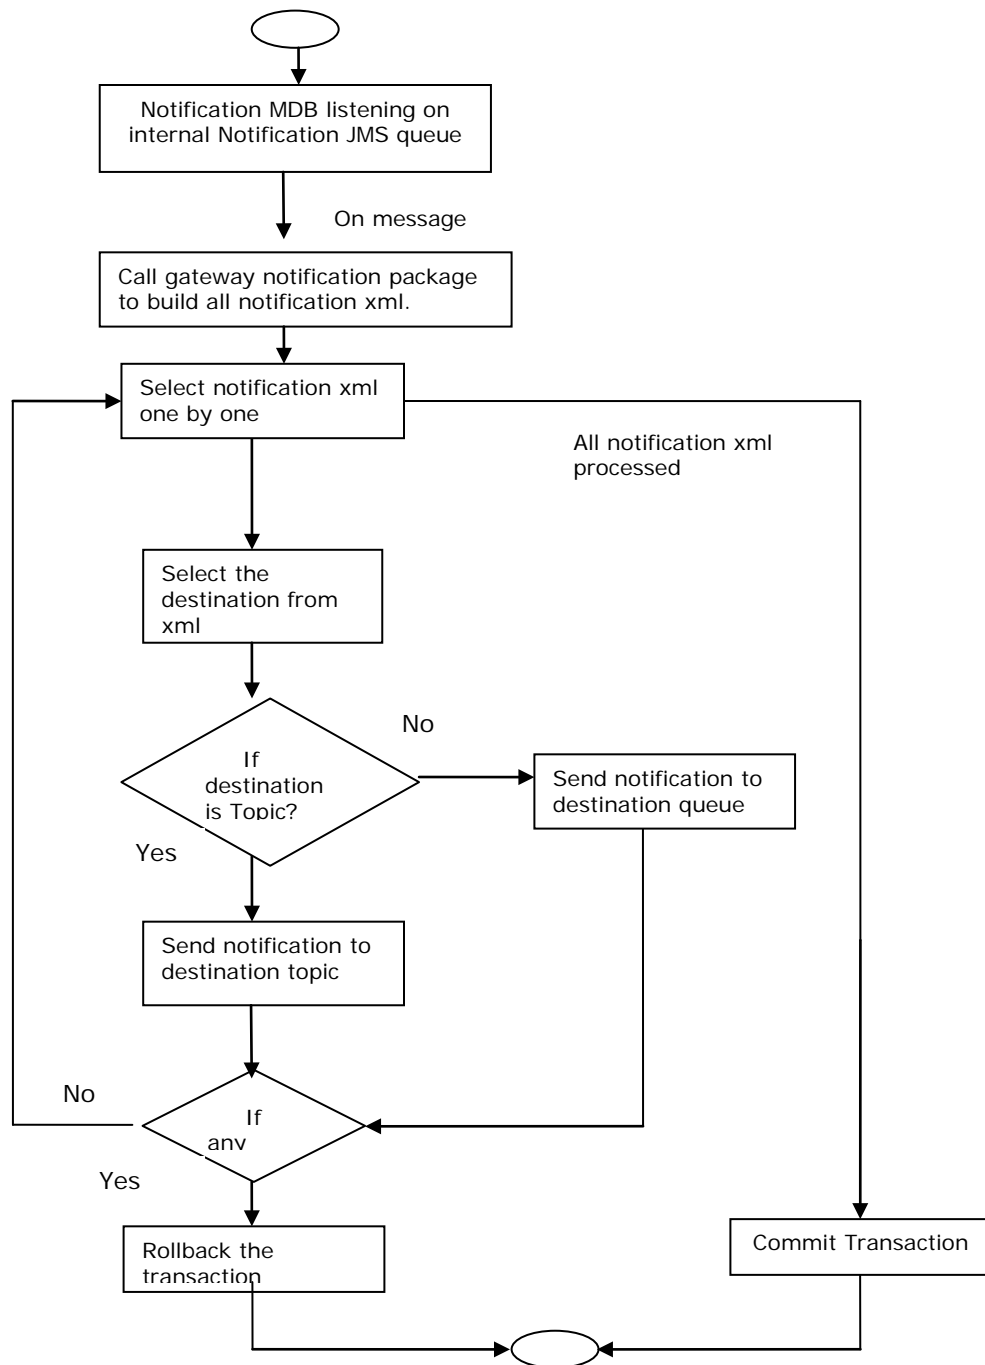 Notification MDB listening on
internal Notification JMS queue
On message
Call gateway notification package
to build all notification xml.
Select notification xml
one by one
All notification xml
processed
Select the
destination from
xml
No
If
destination
is Topic?
Send notification to
destination queue
Yes
Send notification to
destination topic
No
If
any
Yes
Rollback the
transaction
Commit Transaction